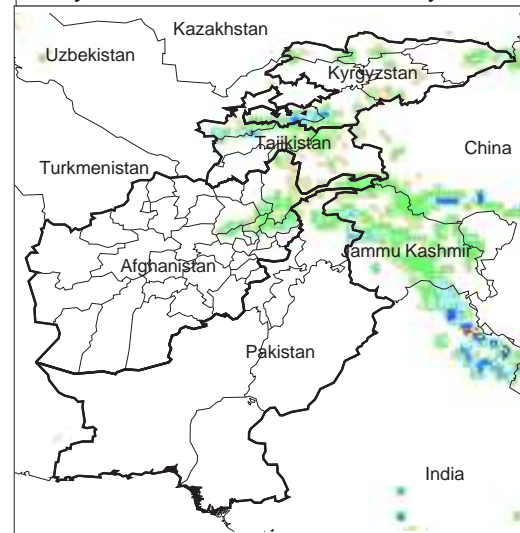 Kazakhstan
Uzbekistan
Kyrgyzstan
Tajikistan
China
Turkmenistan
Jammu Kashmir
Afghanistan
Pakistan
India